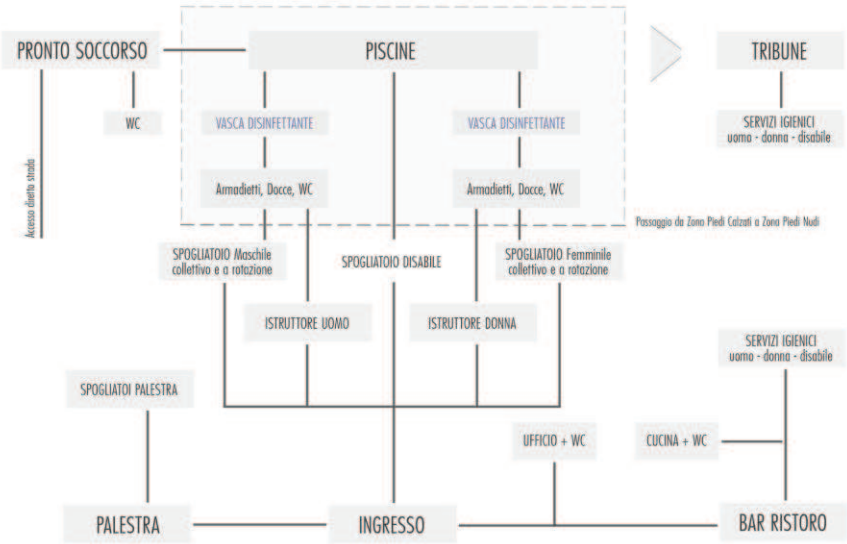 PRONTO SOCCORSO
PISCINE
TRIBUNE
WC
VASCA DISINFETTANTE
VASCA DISINFETTANTE
SERVIZI IGIENICI
uomo - donna - disabile
Accesso diretto strada
Armadietti, Docce, WC
Armadietti, Docce, WC
Passaggio da Zona Piedi Calzati a Zona Piedi Nudi
SPOGLIATOIO Maschile
collettivo e a rotazione
SPOGLIATOIO DISABILE
SPOGLIATOIO Femminile
collettivo e a rotazione
ISTRUTTORE UOMO
ISTRUTTORE DONNA
SERVIZI IGIENICI
uomo - donna - disabile
SPOGLIATOI PALESTRA
UFFICIO + WC
CUCINA + WC
PALESTRA
INGRESSO
BAR RISTORO